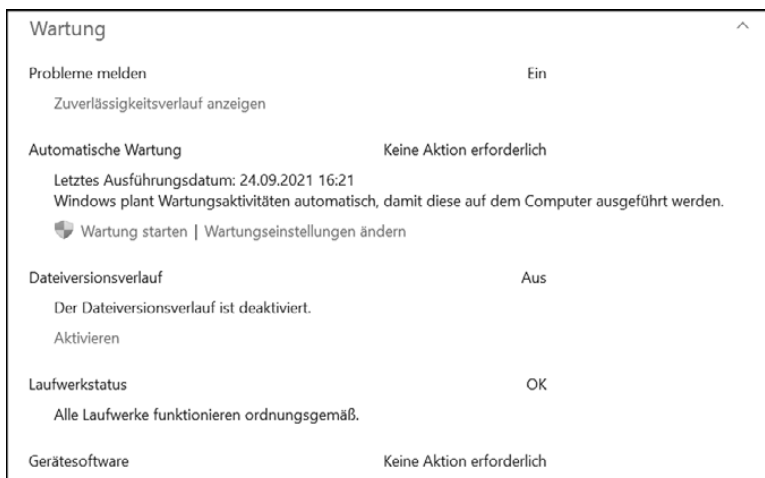 Wartung
Probleme melden Ein
Zuverlässigkeitsverlauf anzeigen
Automatische Wartung Keine Aktion erforderlich
Letztes Ausführungsdatum: 24.09.2021 16:21
Windows plant Wartungsaktivitäten automatisch, damit diese auf dem Computer ausgeführt werden.
Wartung starten | Wartungseinstellungen ändern
Dateiversionsverlauf Aus
Der Dateiversionsverlauf ist deaktiviert.
Aktivieren
Laufwerkstatus OK
Alle Laufwerke funktionieren ordnungsgemäß.
Gerätesoftware Keine Aktion erforderlich